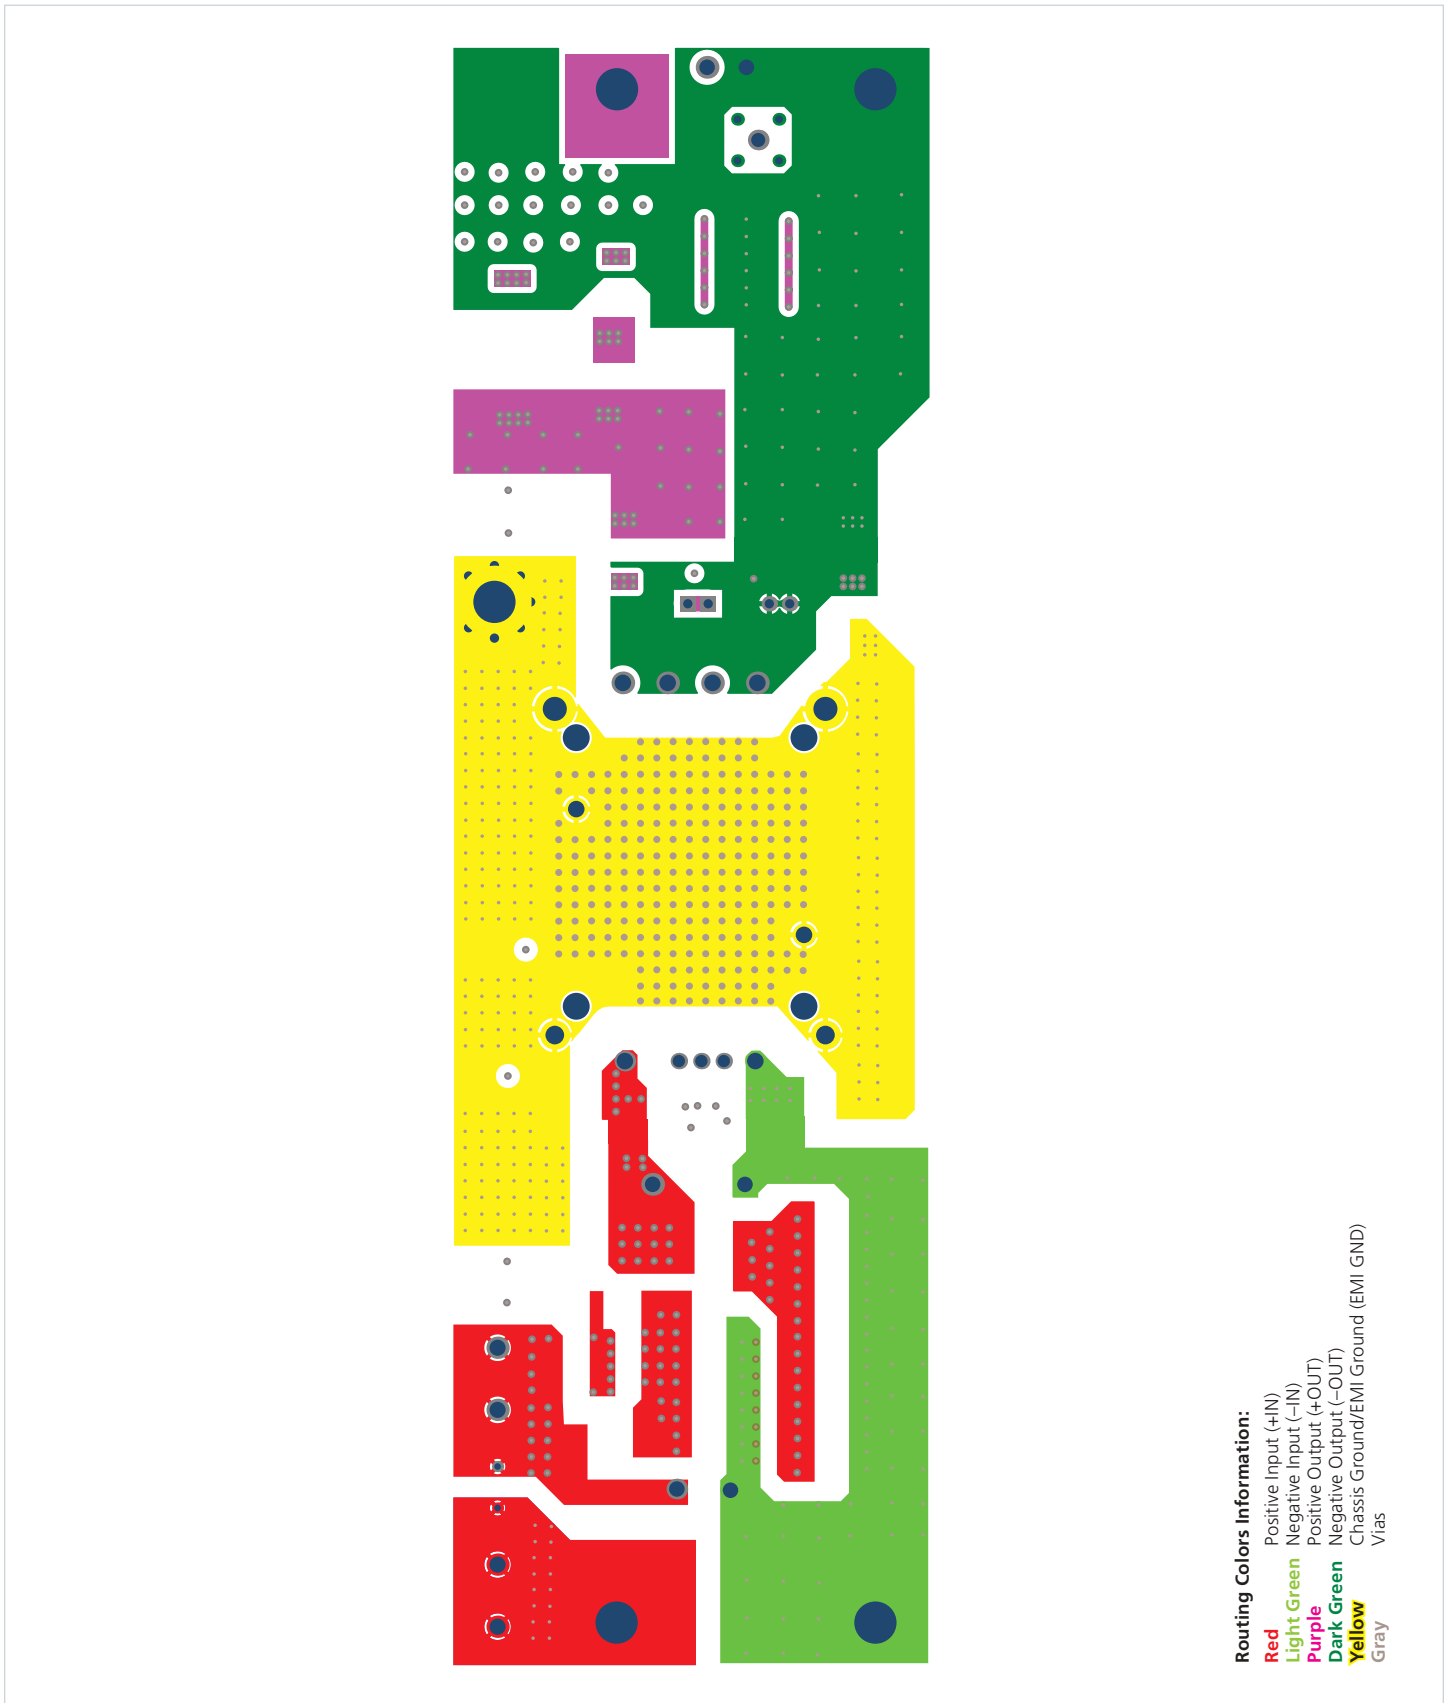 Routing Colors Information:
Red Positive Input (+IN)
Light Green Negative Input (−IN)
Purple Positive Output (+OUT)
Dark Green Negative Output (−OUT)
Yellow Chassis Ground/EMI Ground (EMI GND)
Gray Vias